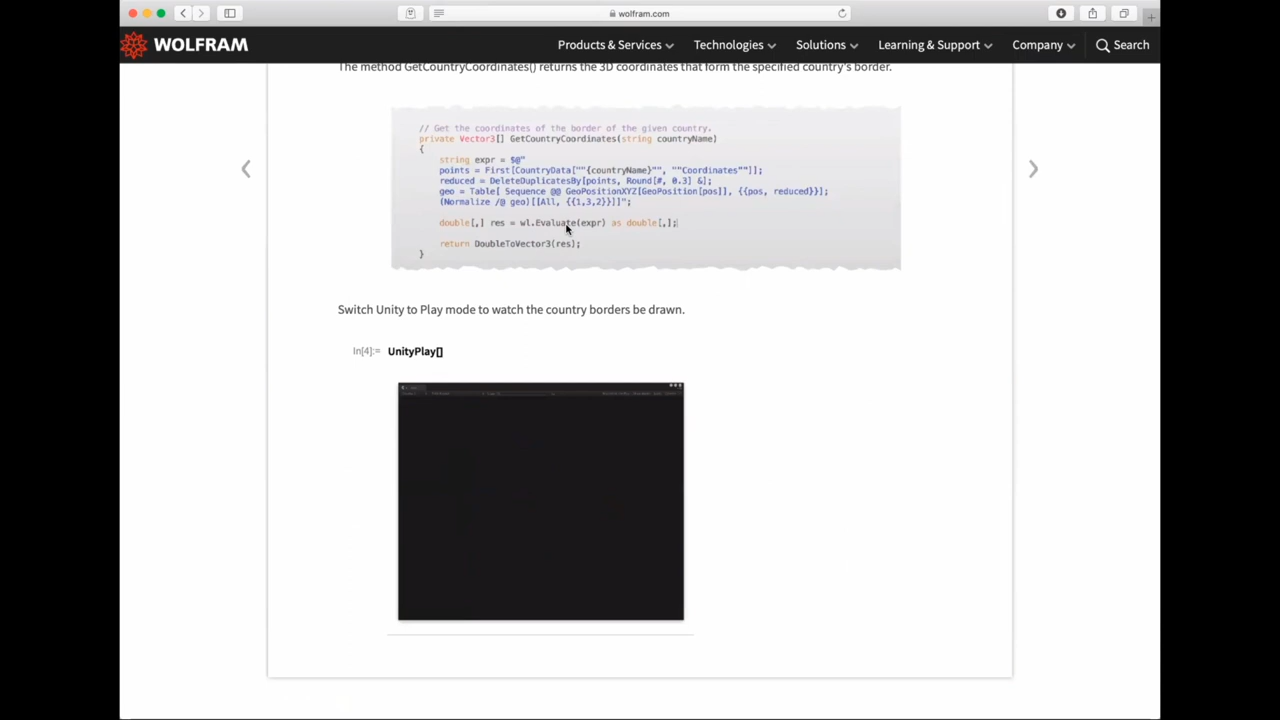 wolfram.com
WOLFRAM
Products & Services
Technologies
Solutions
Learning & Support
Company
Search
The method GetCountryCoordinates() returns the 3D coordinates that form the specified country's border.
// Get the coordinates of the border of the given country.
private Vector3[] GetCountryCoordinates(string countryName)
{
string expr = $@"
points = First[CountryData[""{countryName}"", ""Coordinates""]];
reduced = DeleteDuplicatesBy[points, Round[#, 0.3] &];
geo = Table[ Sequence @@ GeoPositionXYZ[GeoPosition[pos]], {{pos, reduced}}];
(Normalize /@ geo)[[All, {{1,3,2}}]]";
double[,] res = wl.Evaluate(expr) as double[,];
return DoubleToVector3(res);
}
Switch Unity to Play mode to watch the country borders be drawn.
In[4]:= UnityPlay[]